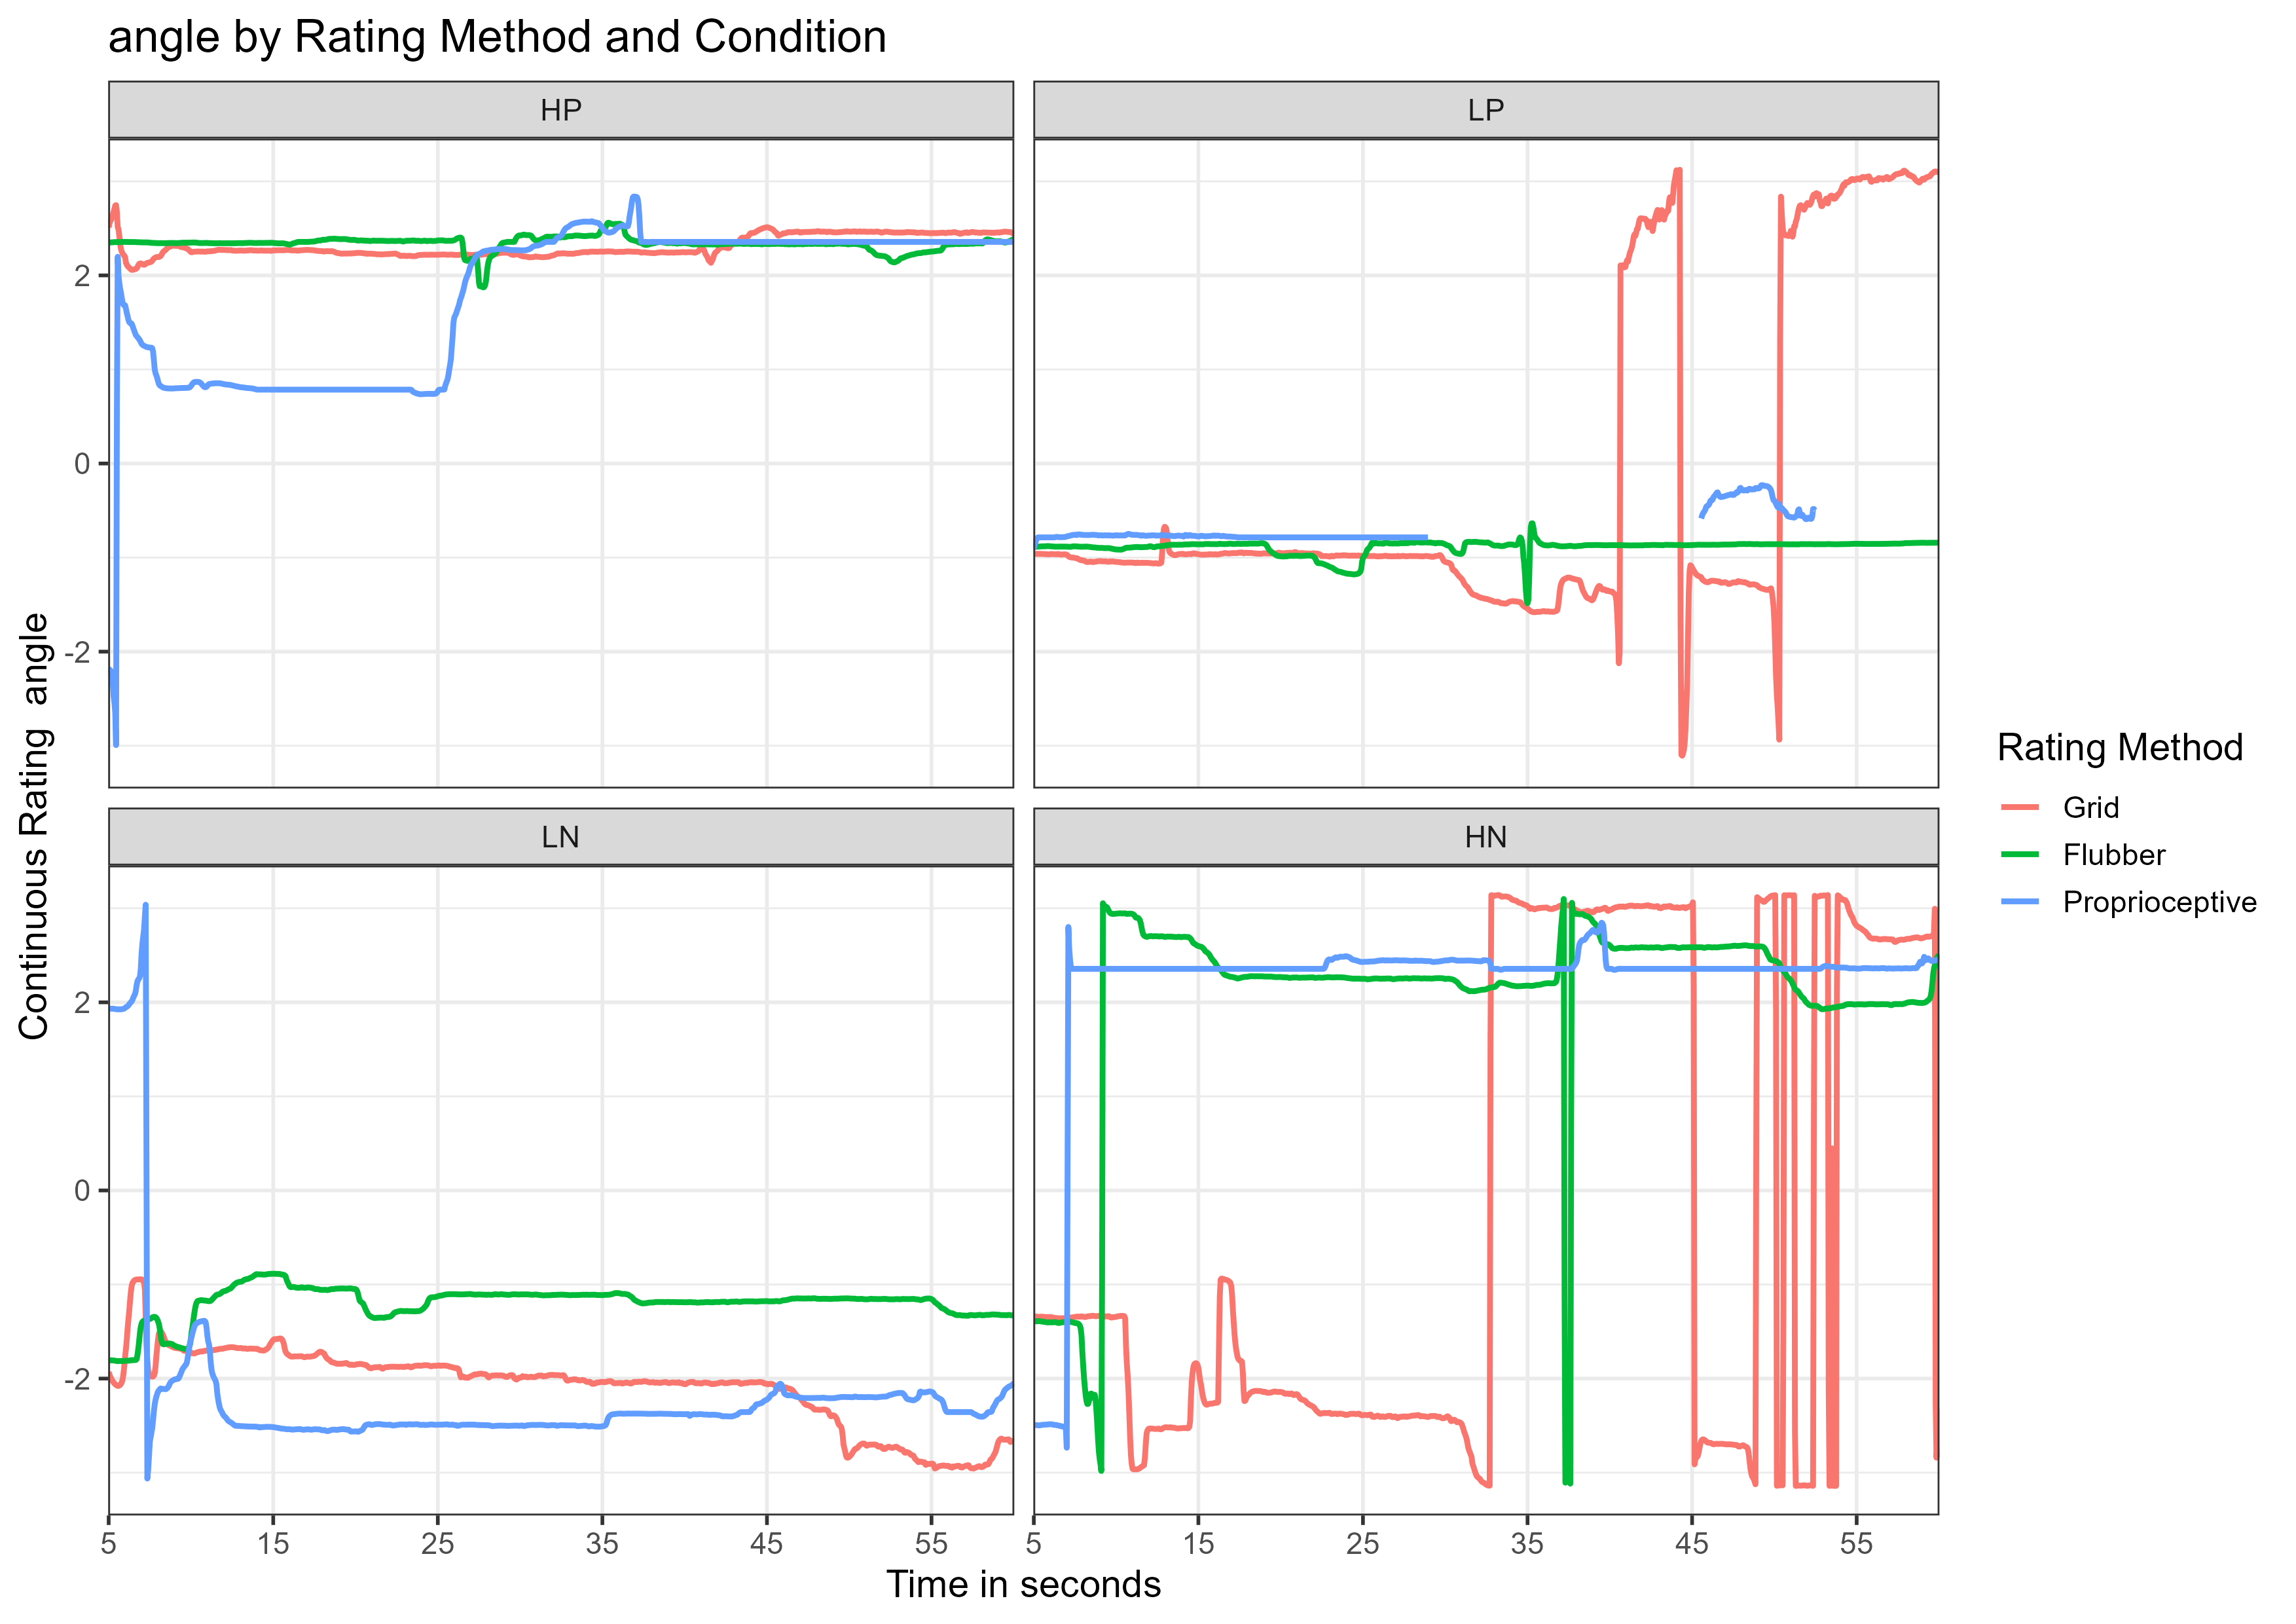 angle by Rating Method and Condition
HP
LP
2
0
-2
LN
HN
2
0
-2
5 15 25 35 45 55
5 15 25 35 45 55
Time in seconds
Continuous Rating  angle
Rating Method
Grid
Flubber
Proprioceptive